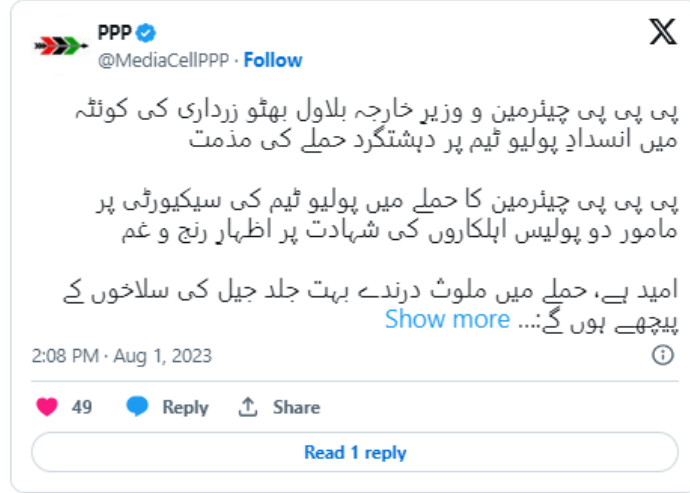 PPP
@MediaCellPPP · Follow
پی پی پی چیئرمین و وزیرِ خارجہ بلاول بھٹو زرداری کی کوئٹہ
میں انسدادِ پولیو ٹیم پر دہشتگرد حملے کی مذمت
پی پی پی چیئرمین کا حملے میں پولیو ٹیم کی سیکیورٹی پر
مامور دو پولیس اہلکاروں کی شہادت پر اظہارِ رنج و غم
امید ہے، حملے میں ملوث درندے بہت جلد جیل کی سلاخوں کے
پیچھے ہوں گے:... Show more
2:08 PM · Aug 1, 2023
49 Reply Share
Read 1 reply